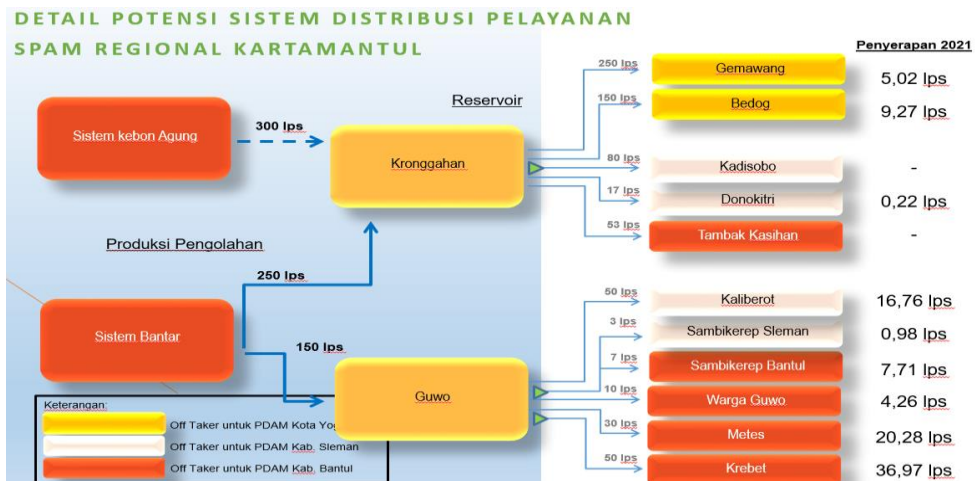 DETAIL POTENSI SISTEM DISTRIBUSI PELAYANAN
SPAM REGIONAL KARTAMANTUL
Penyerapan 2021
Reservoir
Sistem kebon Agung
300 lps
Kronggahan
250 lps
Gemawang
5,02 lps
150 lps
Bedog
9,27 lps
80 lps
Kadisobo
-
17 lps
Donokitri
0,22 lps
53 lps
Tambak Kasihan
-
Produksi Pengolahan
250 lps
Sistem Bantar
150 lps
Guwo
50 lps
Kaliberot
16,76 lps
3 lps
Sambikerep Sleman
0,98 lps
7 lps
Sambikerep Bantul
7,71 lps
10 lps
Warga Guwo
4,26 lps
30 lps
Metes
20,28 lps
50 lps
Krebet
36,97 lps
Keterangan:
Off Taker untuk PDAM Kota
Off Taker untuk PDAM Kab. Sleman
Off Taker untuk PDAM Kab. Bantul